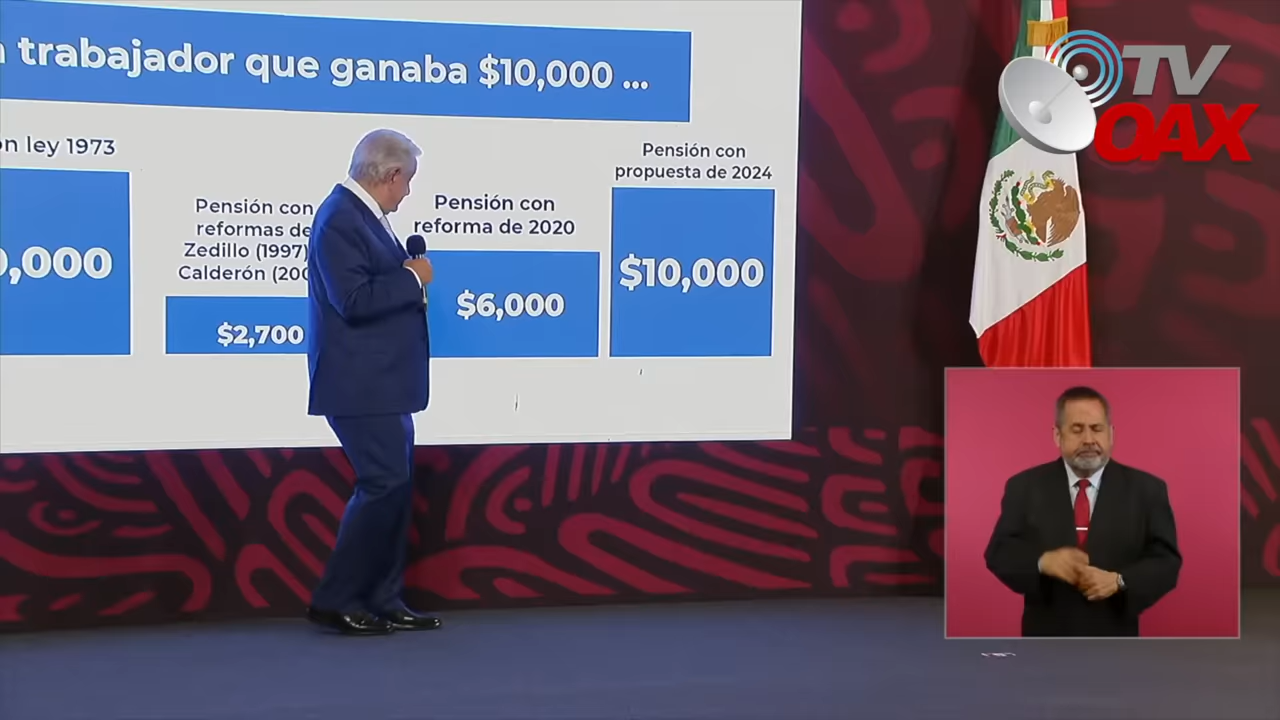 trabajador que ganaba $10,000 ...
ley 1973
,000
Pensión con
reformas de
Zedillo (1997)
Calderón (200
$2,700
Pensión con
reforma de 2020
$6,000
Pensión con
propuesta de 2024
$10,000
TV
OAX